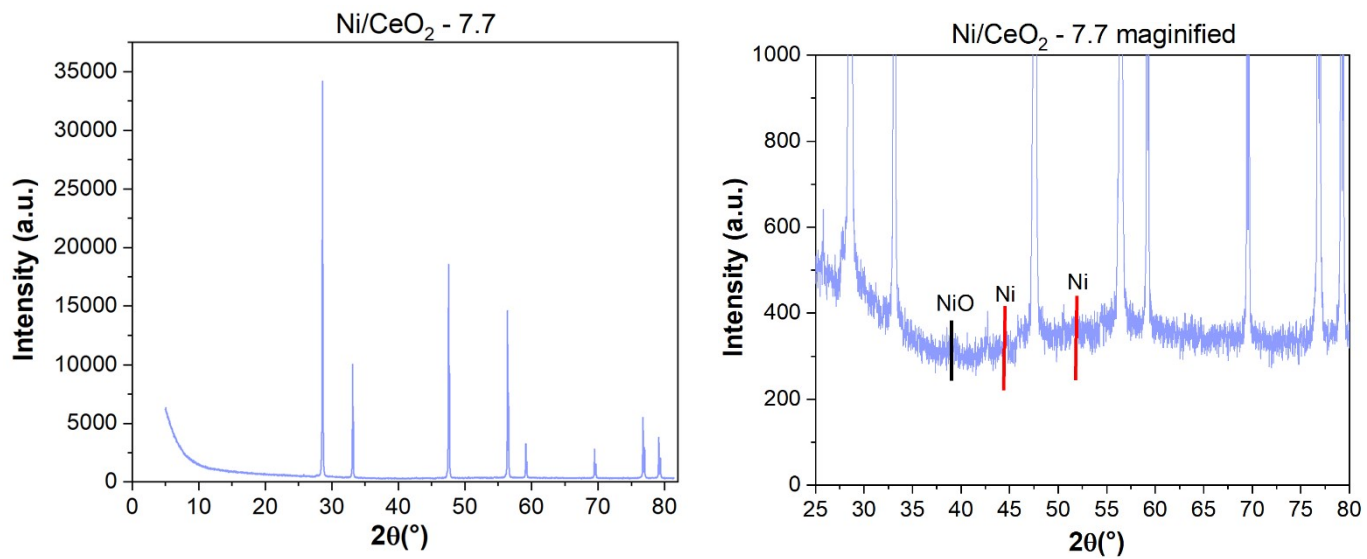 Ni/CeO₂ - 7.7
35000
30000
25000
20000
15000
10000
5000
0
0 10 20 30 40 50 60 70 80
Intensity (a.u.)
2θ(°)
Ni/CeO₂ - 7.7 maginified
1000
800
600
400
200
0
NiO
Ni
Ni
25 30 35 40 45 50 55 60 65 70 75 80
Intensity (a.u.)
2θ(°)